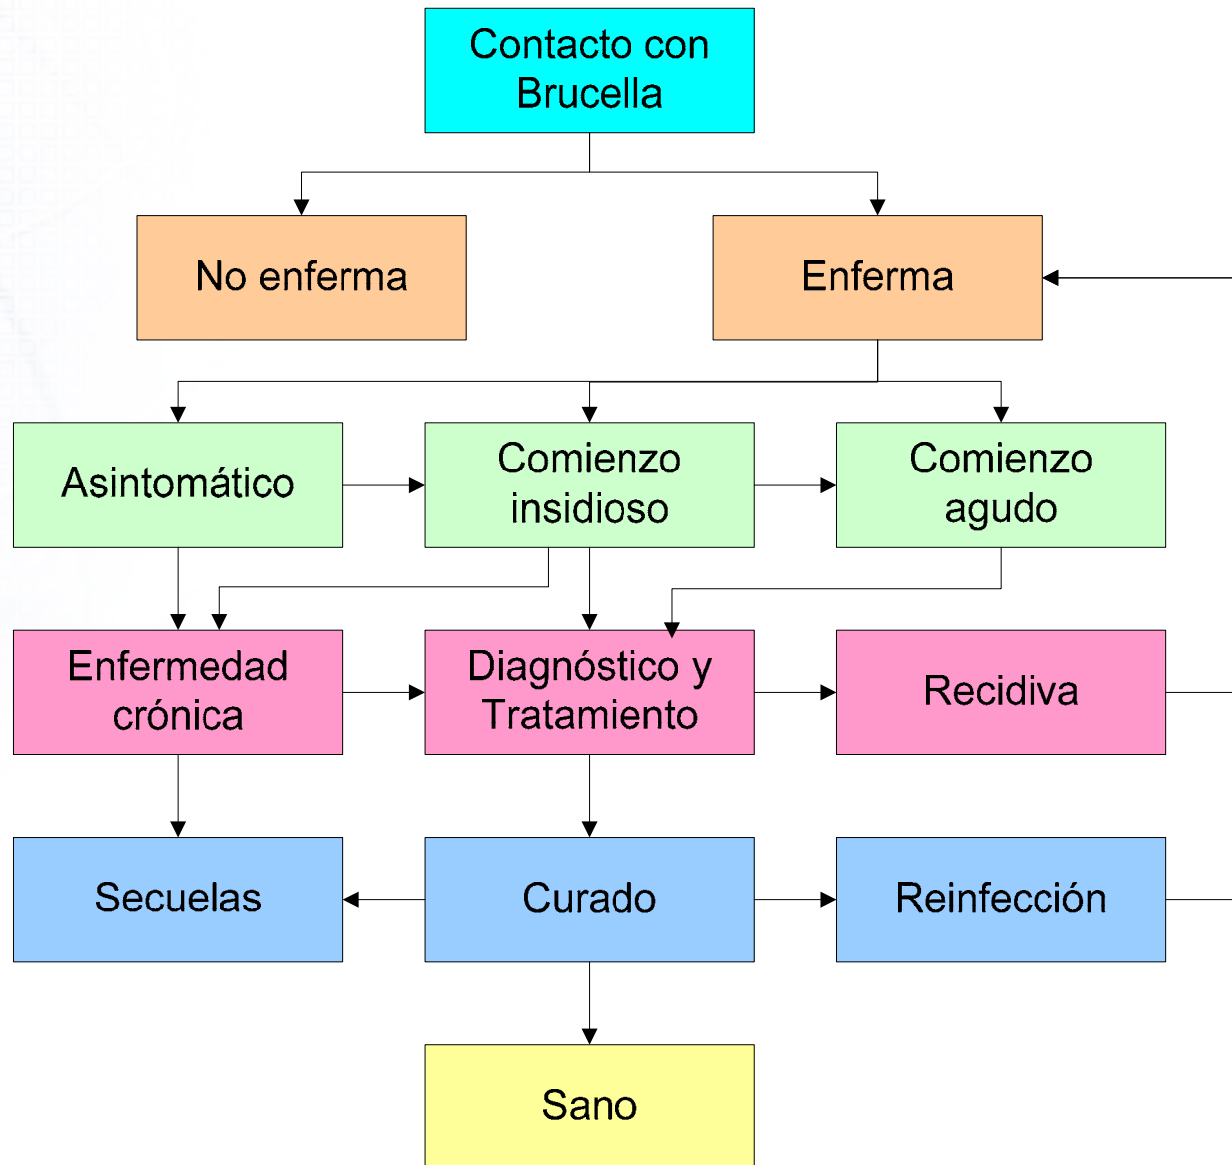 Contacto con
Brucella
No enferma
Enferma
Asintomático
Comienzo
insidioso
Comienzo
agudo
Enfermedad
crónica
Diagnóstico y
Tratamiento
Recidiva
Secuelas
Curado
Reinfección
Sano